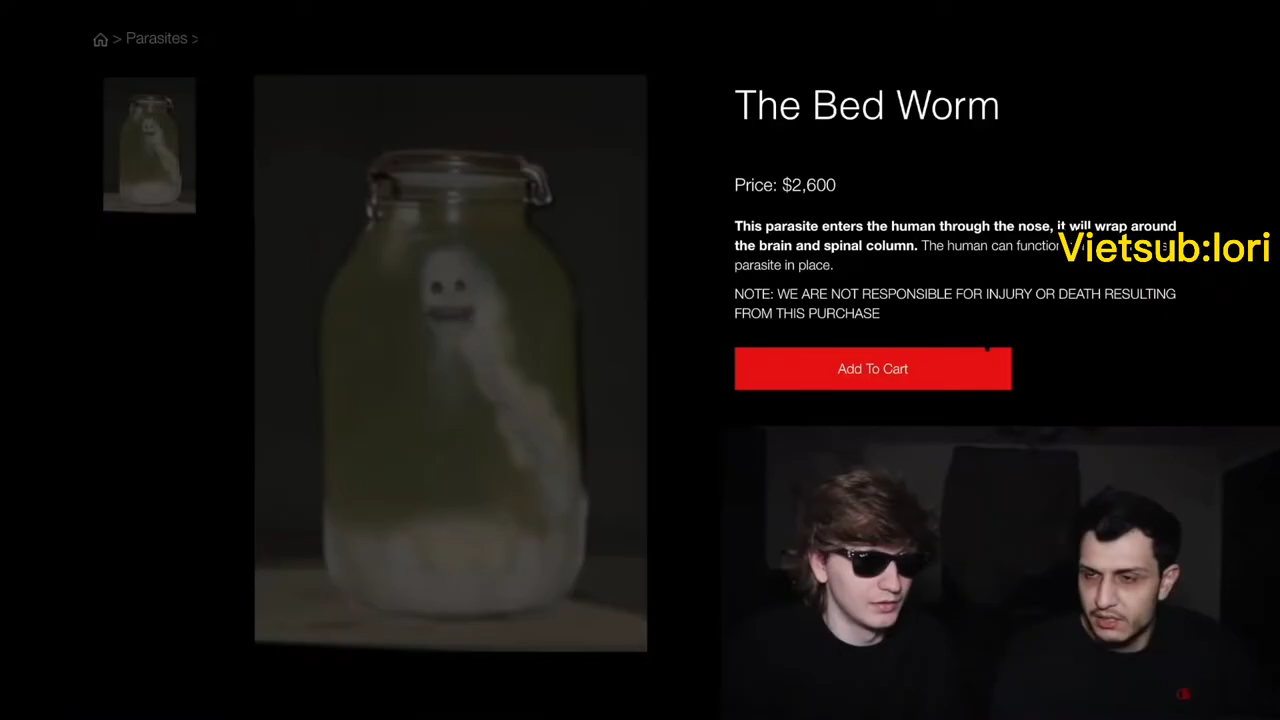 > Parasites >
The Bed Worm
Price: $2,600
This parasite enters the human through the nose, it will wrap around
the brain and spinal column. The human can function
Vietsub:lori
parasite in place.
NOTE: WE ARE NOT RESPONSIBLE FOR INJURY OR DEATH RESULTING
FROM THIS PURCHASE
Add To Cart